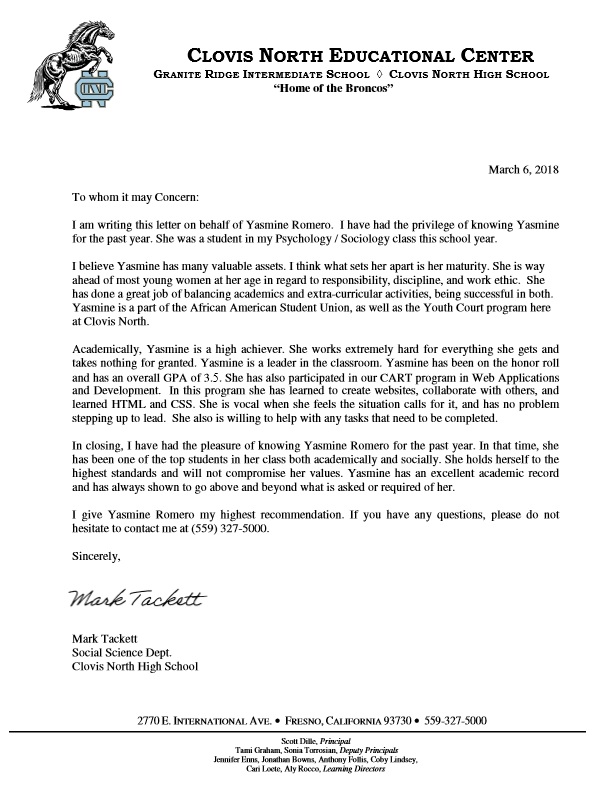 CNEC
CLOVIS NORTH EDUCATIONAL CENTER
GRANITE RIDGE INTERMEDIATE SCHOOL ◊ CLOVIS NORTH HIGH SCHOOL
“Home of the Broncos”
March 6, 2018
To whom it may Concern:
I am writing this letter on behalf of Yasmine Romero. I have had the privilege of knowing Yasmine
for the past year. She was a student in my Psychology / Sociology class this school year.
I believe Yasmine has many valuable assets. I think what sets her apart is her maturity. She is way
ahead of most young women at her age in regard to responsibility, discipline, and work ethic. She
has done a great job of balancing academics and extra-curricular activities, being successful in both.
Yasmine is a part of the African American Student Union, as well as the Youth Court program here
at Clovis North.
Academically, Yasmine is a high achiever. She works extremely hard for everything she gets and
takes nothing for granted. Yasmine is a leader in the classroom. Yasmine has been on the honor roll
and has an overall GPA of 3.5. She has also participated in our CART program in Web Applications
and Development. In this program she has learned to create websites, collaborate with others, and
learned HTML and CSS. She is vocal when she feels the situation calls for it, and has no problem
stepping up to lead. She also is willing to help with any tasks that need to be completed.
In closing, I have had the pleasure of knowing Yasmine Romero for the past year. In that time, she
has been one of the top students in her class both academically and socially. She holds herself to the
highest standards and will not compromise her values. Yasmine has an excellent academic record
and has always shown to go above and beyond what is asked or required of her.
I give Yasmine Romero my highest recommendation. If you have any questions, please do not
hesitate to contact me at (559) 327-5000.
Sincerely,
Mark Tackett
Mark Tackett
Social Science Dept.
Clovis North High School
2770 E. INTERNATIONAL AVE. • FRESNO, CALIFORNIA 93730 • 559-327-5000
Scott Dille, Principal
Tami Graham, Sonia Torrosian, Deputy Principals
Jennifer Enns, Jonathan Bowns, Anthony Follis, Coby Lindsey,
Cari Loete, Aly Rocco, Learning Directors